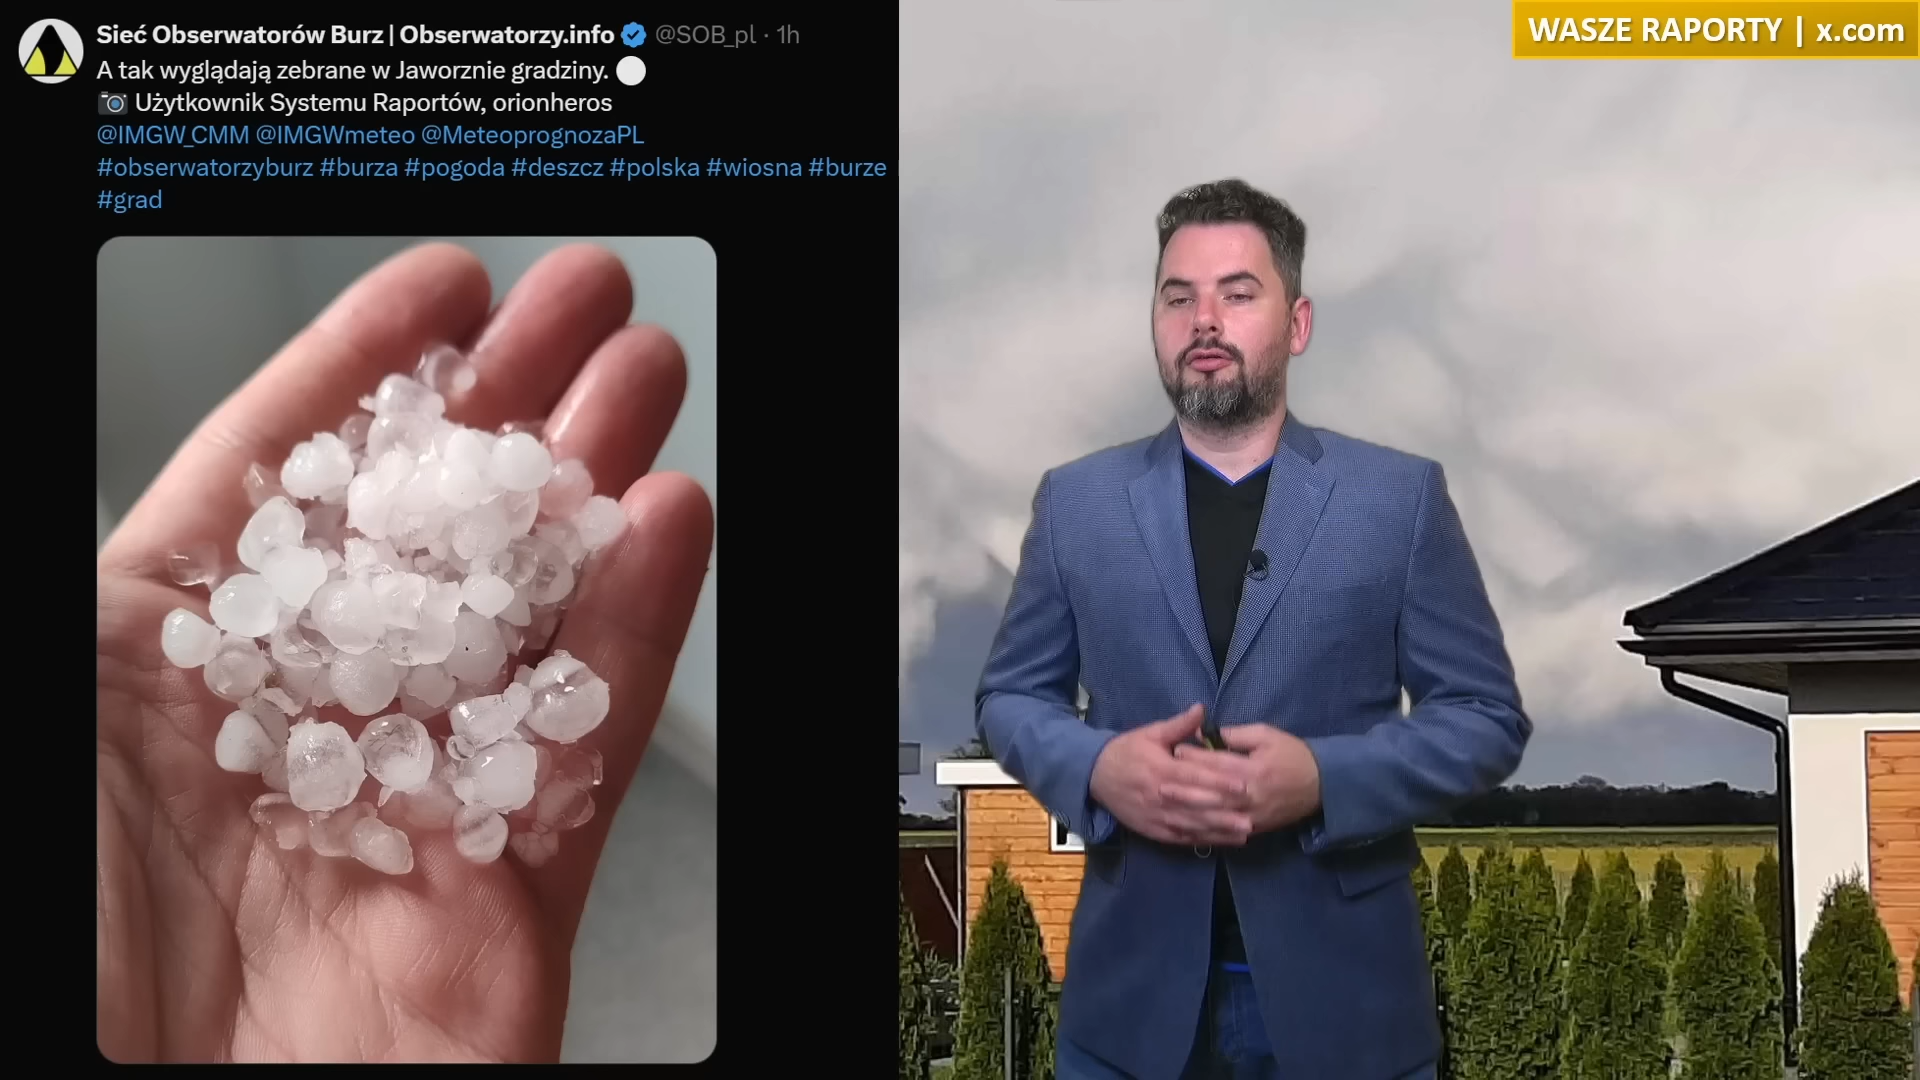 Sieć Obserwatorów Burz | Obserwatorzy.info @SOB_pl · 1h
A tak wyglądają zebrane w Jaworznie gradziny.
Użytkownik Systemu Raportów, orionheros
@IMGW_CMM @IMGWmeteo @MeteoprognozaPL
#obserwatorzyburz #burza #pogoda #deszcz #polska #wiosna #burze
#grad
WASZE RAPORTY | x.com